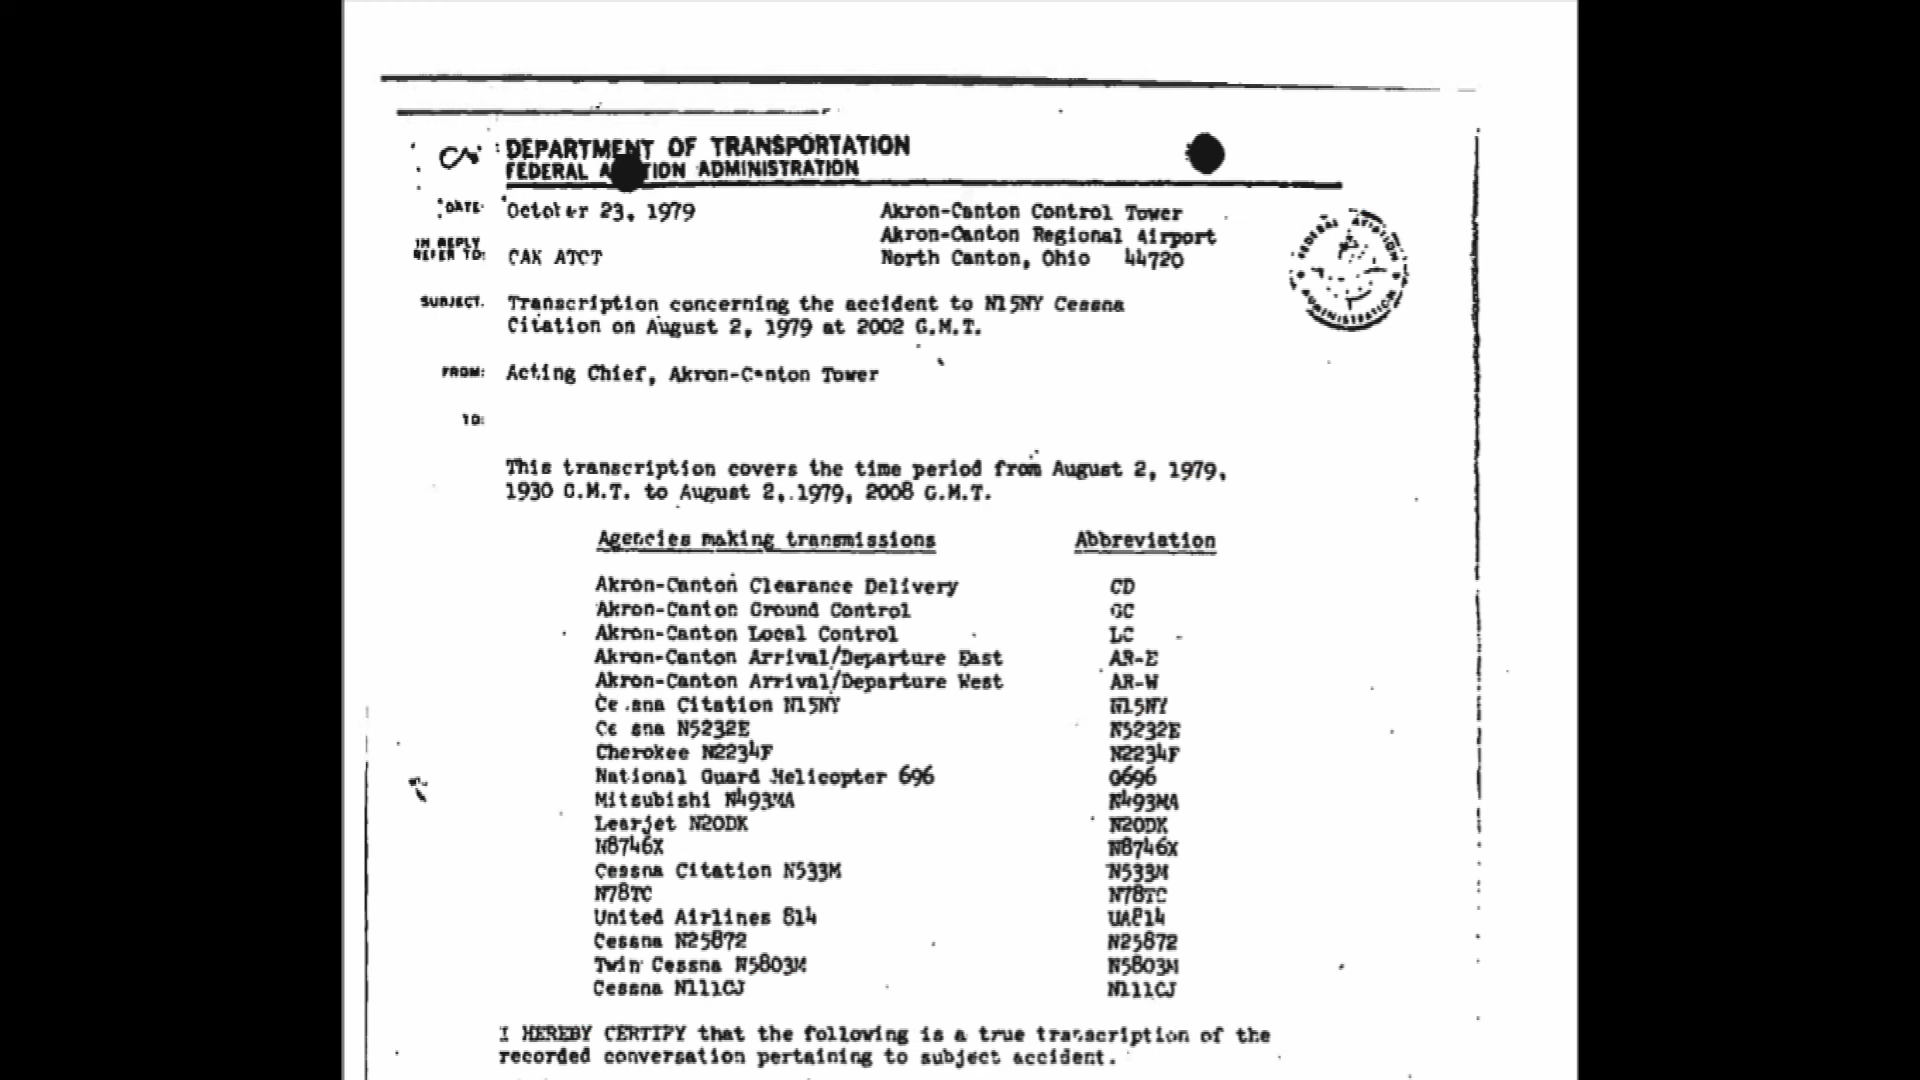 DEPARTMENT OF TRANSPORTATION
FEDERAL AVIATION ADMINISTRATION
DATE: October 23, 1979
Akron-Canton Control Tower
Akron-Canton Regional Airport
North Canton, Ohio 44720
IN REPLY
REFER TO: CAK ATCT
FEDERAL AVIATION ADMINISTRATION
SUBJECT: Transcription concerning the accident to N15NY Cessna
Citation on August 2, 1979 at 2002 G.M.T.
FROM: Acting Chief, Akron-Canton Tower
TO:
This transcription covers the time period from August 2, 1979,
1930 G.M.T. to August 2, 1979, 2008 G.M.T.
Agencies making transmissions Abbreviation
Akron-Canton Clearance Delivery CD
Akron-Canton Ground Control GC
Akron-Canton Local Control LC
Akron-Canton Arrival/Departure East AR-E
Akron-Canton Arrival/Departure West AR-W
Cessna Citation N15NY N15NY
Cessna N5232E N5232E
Cherokee N2234F N2234F
National Guard Helicopter 696 G696
Mitsubishi N493MA N493MA
Learjet N20DK N20DK
N8746X N8746X
Cessna Citation N533M N533M
N78TC N78TC
United Airlines 814 UA814
Cessna N25872 N25872
Twin Cessna N5803M N5803M
Cessna N111CJ N111CJ
I HEREBY CERTIFY that the following is a true transcription of the
recorded conversation pertaining to subject accident.